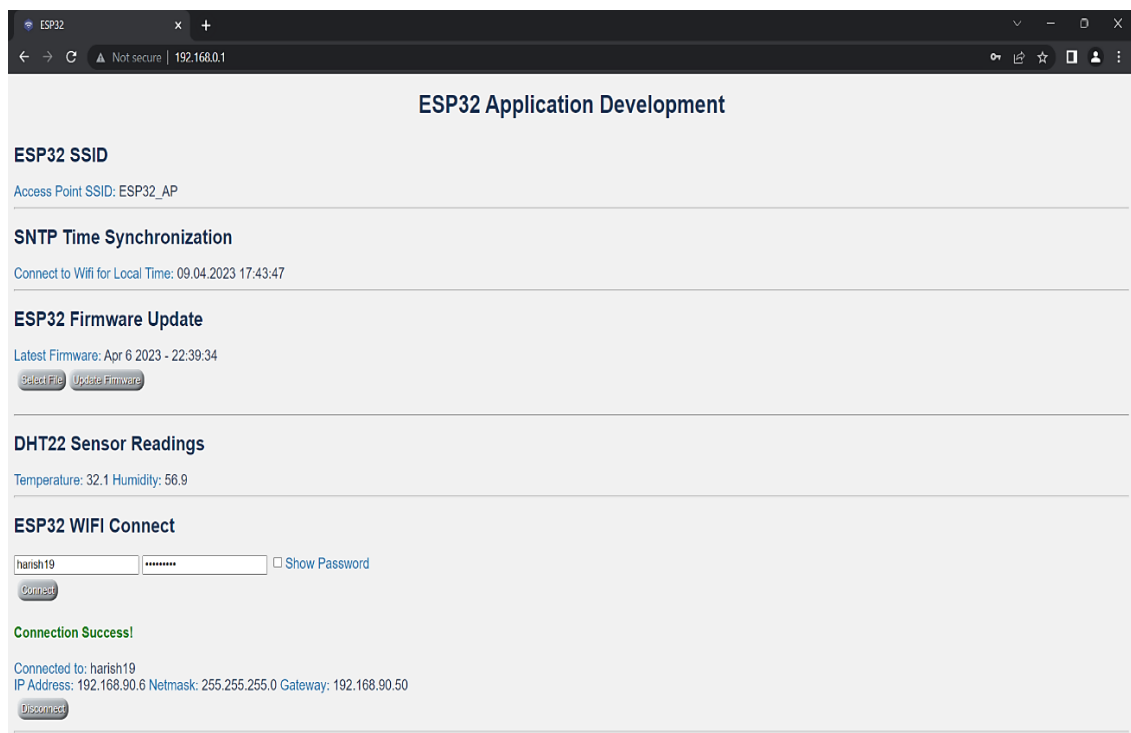 ESP32
Not secure | 192.168.0.1
ESP32 Application Development
ESP32 SSID
Access Point SSID: ESP32_AP
SNTP Time Synchronization
Connect to Wifi for Local Time: 09.04.2023 17:43:47
ESP32 Firmware Update
Latest Firmware: Apr 6 2023 - 22:39:34
Select File Update Firmware
DHT22 Sensor Readings
Temperature: 32.1 Humidity: 56.9
ESP32 WIFI Connect
harish19 ••••••••• Show Password
Connect
Connection Success!
Connected to: harish19
IP Address: 192.168.90.6 Netmask: 255.255.255.0 Gateway: 192.168.90.50
Disconnect